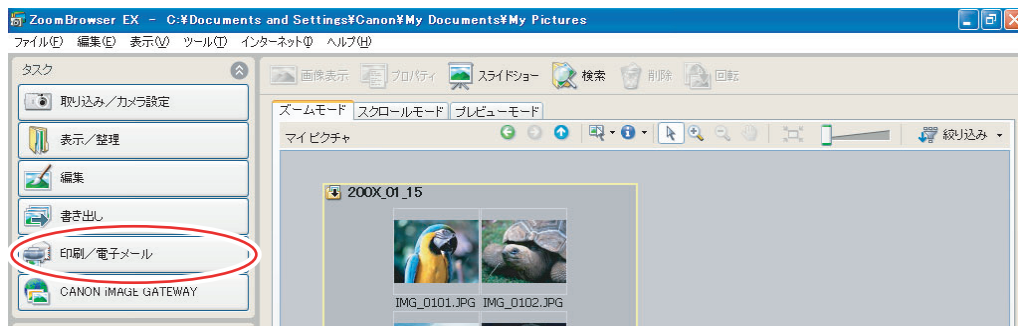 ZoomBrowser EX - C:¥Documents and Settings¥Canon¥My Documents¥My Pictures
ファイル(F) 編集(E) 表示(V) ツール(T) インターネット(I) ヘルプ(H)
タスク
画像表示 プロパティ スライドショー 検索 削除 回転
取り込み／カメラ設定
ズームモード スクロールモード プレビューモード
表示／整理
マイ ピクチャ 絞り込み
編集
200X_01_15
書き出し
印刷／電子メール
CANON iMAGE GATEWAY
IMG_0101.JPG IMG_0102.JPG